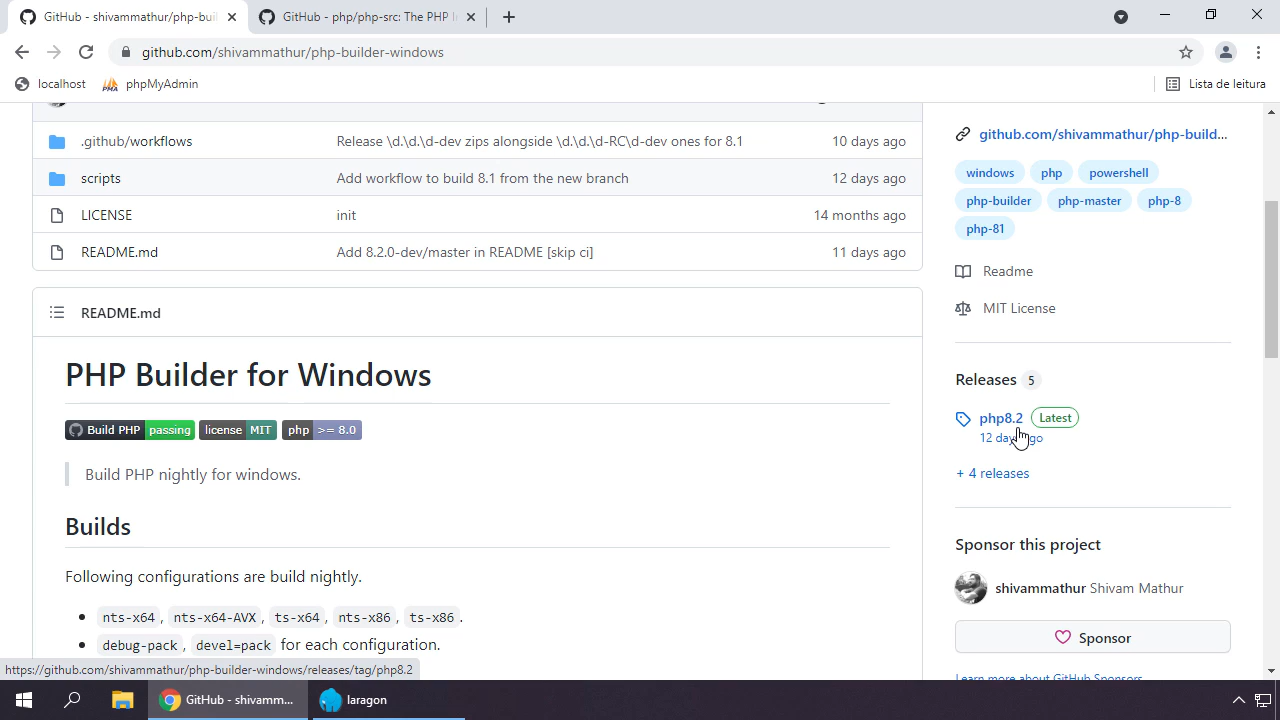 GitHub - shivammathur/php-buil
GitHub - php/php-src: The PHP I
github.com/shivammathur/php-builder-windows
localhost
phpMyAdmin
Lista de leitura
.github/workflows
Release \d.\d.\d-dev zips alongside \d.\d.\d-RC\d-dev ones for 8.1
10 days ago
scripts
Add workflow to build 8.1 from the new branch
12 days ago
LICENSE
init
14 months ago
README.md
Add 8.2.0-dev/master in README [skip ci]
11 days ago
README.md
PHP Builder for Windows
Build PHP passing license MIT php >= 8.0
Build PHP nightly for windows.
Builds
Following configurations are build nightly.
nts-x64 , nts-x64-AVX , ts-x64 , nts-x86 , ts-x86 .
debug-pack , devel=pack for each configuration.
github.com/shivammathur/php-build...
windows php powershell
php-builder php-master php-8
php-81
Readme
MIT License
Releases 5
php8.2 Latest
12 days ago
+ 4 releases
Sponsor this project
shivammathur Shivam Mathur
Sponsor
Learn more about GitHub Sponsors
https://github.com/shivammathur/php-builder-windows/releases/tag/php8.2
GitHub - shivamm...
laragon